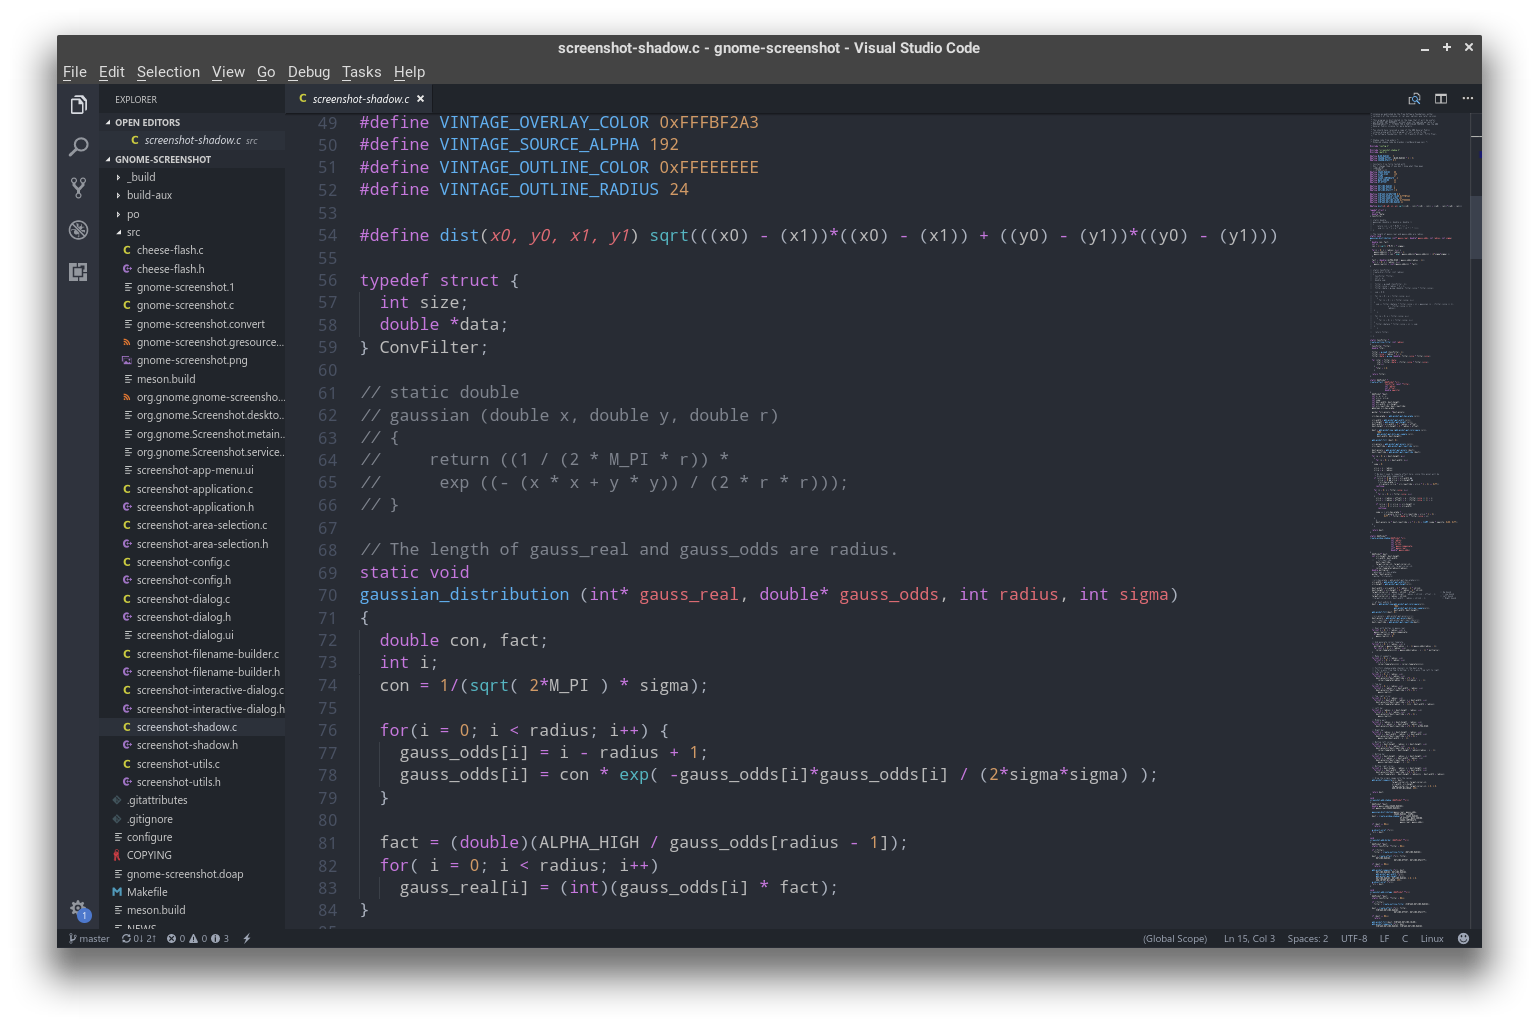 screenshot-shadow.c - gnome-screenshot - Visual Studio Code
File Edit Selection View Go Debug Tasks Help
EXPLORER
OPEN EDITORS
C screenshot-shadow.c src
GNOME-SCREENSHOT
_build
build-aux
po
src
C cheese-flash.c
C cheese-flash.h
gnome-screenshot.1
C gnome-screenshot.c
gnome-screenshot.convert
gnome-screenshot.gresource...
gnome-screenshot.png
meson.build
org.gnome.gnome-screensho...
org.gnome.Screenshot.deskto...
org.gnome.Screenshot.metain...
org.gnome.Screenshot.service...
screenshot-app-menu.ui
C screenshot-application.c
C screenshot-application.h
C screenshot-area-selection.c
C screenshot-area-selection.h
C screenshot-config.c
C screenshot-config.h
C screenshot-dialog.c
C screenshot-dialog.h
screenshot-dialog.ui
C screenshot-filename-builder.c
C screenshot-filename-builder.h
C screenshot-interactive-dialog.c
C screenshot-interactive-dialog.h
C screenshot-shadow.c
C screenshot-shadow.h
C screenshot-utils.c
C screenshot-utils.h
.gitattributes
.gitignore
configure
COPYING
gnome-screenshot.doap
M Makefile
meson.build
NEWS
1
C screenshot-shadow.c ×
49 #define VINTAGE_OVERLAY_COLOR 0xFFFBF2A3
50 #define VINTAGE_SOURCE_ALPHA 192
51 #define VINTAGE_OUTLINE_COLOR 0xFFEEEEEE
52 #define VINTAGE_OUTLINE_RADIUS 24
53
54 #define dist(x0, y0, x1, y1) sqrt(((x0) - (x1))*((x0) - (x1)) + ((y0) - (y1))*((y0) - (y1)))
55
56 typedef struct {
57   int size;
58   double *data;
59 } ConvFilter;
60
61 // static double
62 // gaussian (double x, double y, double r)
63 // {
64 //     return ((1 / (2 * M_PI * r)) *
65 //      exp ((- (x * x + y * y)) / (2 * r * r)));
66 // }
67
68 // The length of gauss_real and gauss_odds are radius.
69 static void
70 gaussian_distribution (int* gauss_real, double* gauss_odds, int radius, int sigma)
71 {
72   double con, fact;
73   int i;
74   con = 1/(sqrt( 2*M_PI ) * sigma);
75
76   for(i = 0; i < radius; i++) {
77     gauss_odds[i] = i - radius + 1;
78     gauss_odds[i] = con * exp( -gauss_odds[i]*gauss_odds[i] / (2*sigma*sigma) );
79   }
80
81   fact = (double)(ALPHA_HIGH / gauss_odds[radius - 1]);
82   for( i = 0; i < radius; i++)
83     gauss_real[i] = (int)(gauss_odds[i] * fact);
84 }
master 0↓ 2↑ 0 0 3 (Global Scope) Ln 15, Col 3 Spaces: 2 UTF-8 LF C Linux